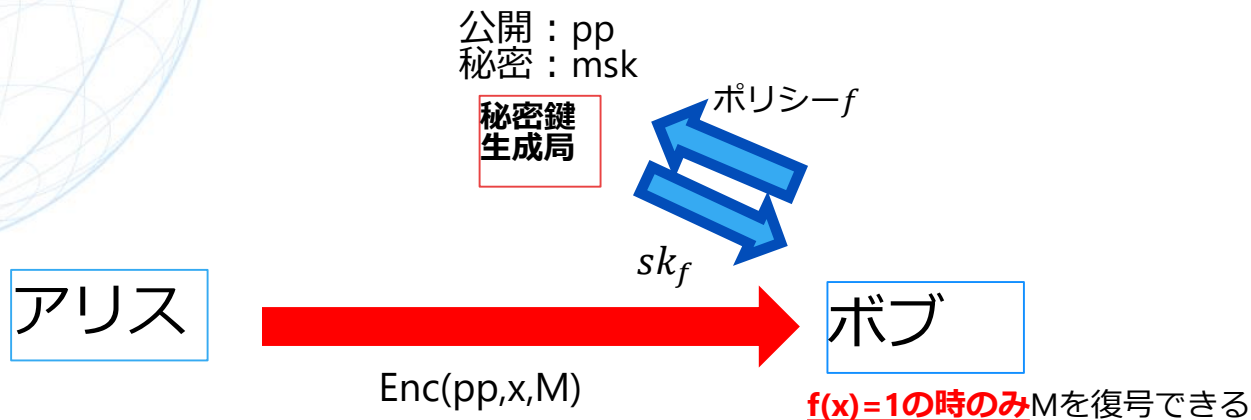 公開：pp
秘密：msk
秘密鍵
生成局
ポリシーf
sk_f
アリス
ボブ
Enc(pp,x,M)
f(x)=1の時のみMを復号できる